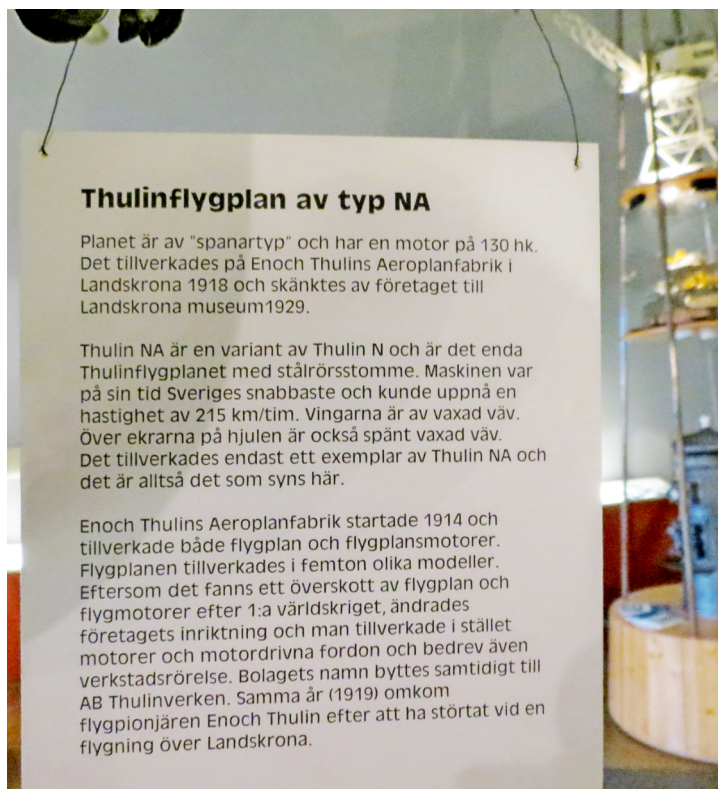 Thulinflygplan av typ NA
Planet är av "spanartyp" och har en motor på 130 hk.
Det tillverkades på Enoch Thulins Aeroplanfabrik i
Landskrona 1918 och skänktes av företaget till
Landskrona museum1929.
Thulin NA är en variant av Thulin N och är det enda
Thulinflygplanet med stålrörsstomme. Maskinen var
på sin tid Sveriges snabbaste och kunde uppnå en
hastighet av 215 km/tim. Vingarna är av vaxad väv.
Över ekrarna på hjulen är också spänt vaxad väv.
Det tillverkades endast ett exemplar av Thulin NA och
det är alltså det som syns här.
Enoch Thulins Aeroplanfabrik startade 1914 och
tillverkade både flygplan och flygplansmotorer.
Flygplanen tillverkades i femton olika modeller.
Eftersom det fanns ett överskott av flygplan och
flygmotorer efter 1:a världskriget, ändrades
företagets inriktning och man tillverkade i stället
motorer och motordrivna fordon och bedrev även
verkstadsrörelse. Bolagets namn byttes samtidigt till
AB Thulinverken. Samma år (1919) omkom
flygpionjären Enoch Thulin efter att ha störtat vid en
flygning över Landskrona.